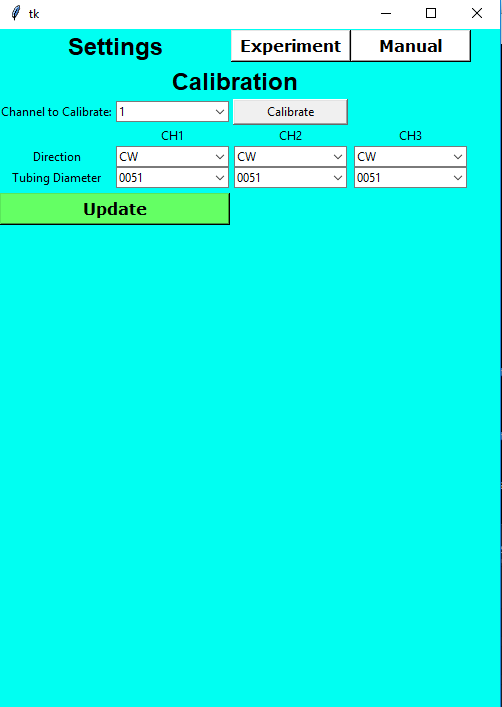 tk
Settings Experiment Manual
Calibration
Channel to Calibrate: 1 Calibrate
CH1 CH2 CH3
Direction CW CW CW
Tubing Diameter 0051 0051 0051
Update